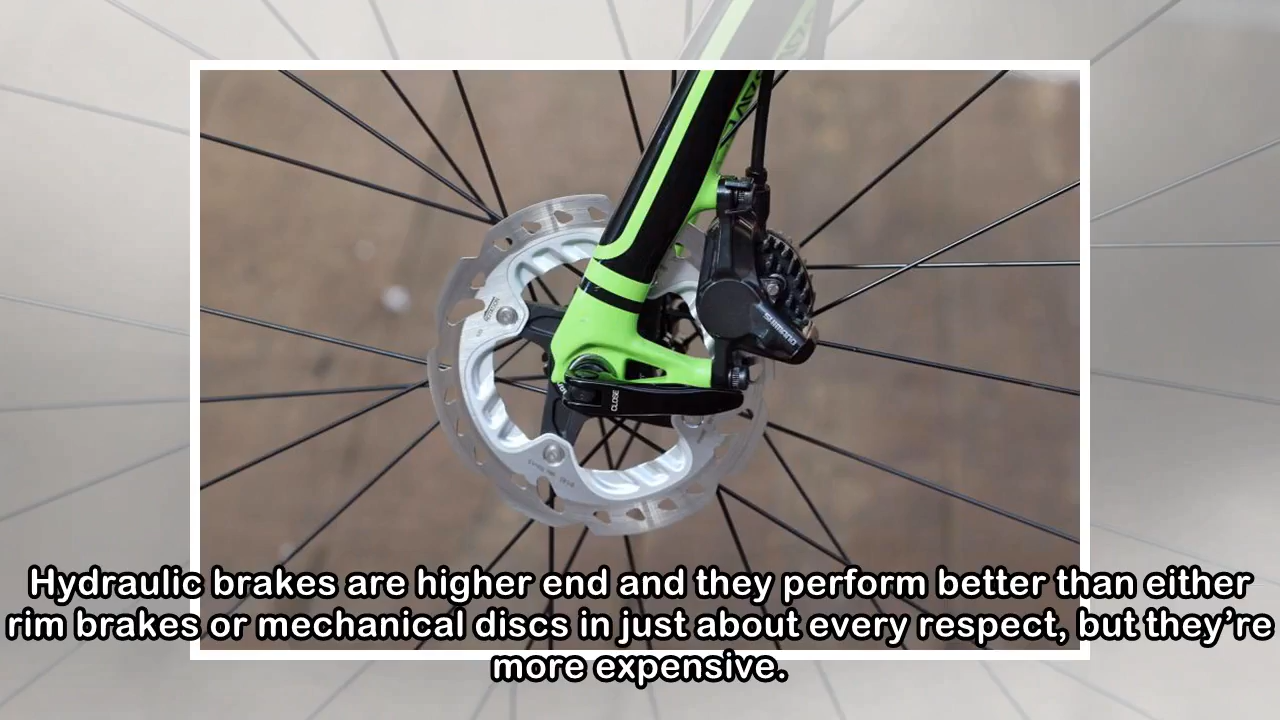 SHIMANO
CLOSE
Hydraulic brakes are higher end and they perform better than either
rim brakes or mechanical discs in just about every respect, but they’re
more expensive.